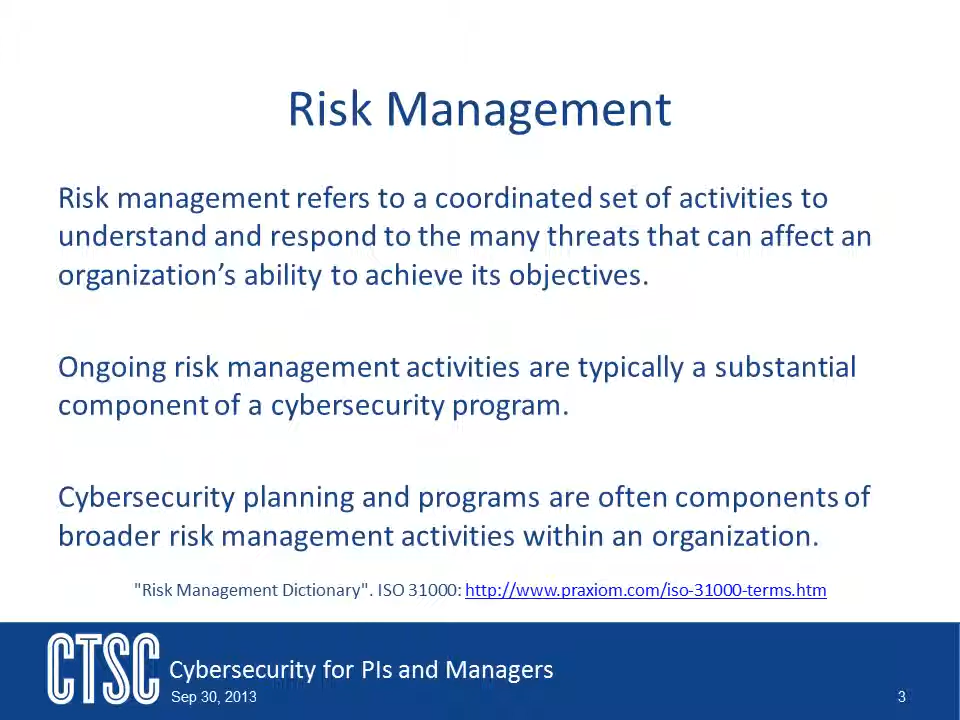 Risk Management
Risk management refers to a coordinated set of activities to
understand and respond to the many threats that can affect an
organization’s ability to achieve its objectives.
Ongoing risk management activities are typically a substantial
component of a cybersecurity program.
Cybersecurity planning and programs are often components of
broader risk management activities within an organization.
"Risk Management Dictionary". ISO 31000: http://www.praxiom.com/iso-31000-terms.htm
CTSC
Cybersecurity for PIs and Managers
Sep 30, 2013
3